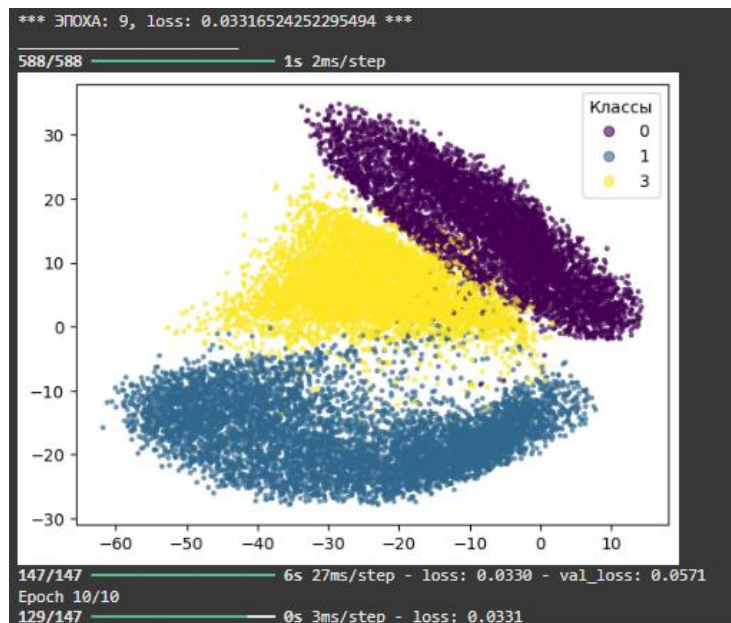 *** ЭПОХА: 9, loss: 0.03316524252295494 ***
588/588 1s 2ms/step
Классы
0
1
3
30
20
10
0
−10
−20
−30
−60 −50 −40 −30 −20 −10 0 10
147/147 6s 27ms/step - loss: 0.0330 - val_loss: 0.0571
Epoch 10/10
129/147 0s 3ms/step - loss: 0.0331